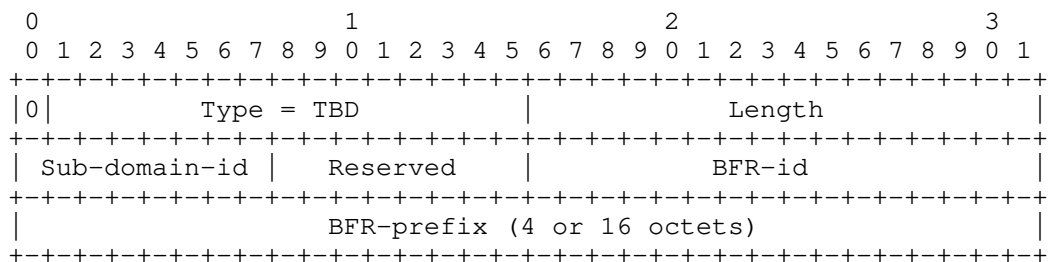 0                   1                   2                   3
 0 1 2 3 4 5 6 7 8 9 0 1 2 3 4 5 6 7 8 9 0 1 2 3 4 5 6 7 8 9 0 1
+-+-+-+-+-+-+-+-+-+-+-+-+-+-+-+-+-+-+-+-+-+-+-+-+-+-+-+-+-+-+-+-+
|0|         Type = TBD          |            Length             |
+-+-+-+-+-+-+-+-+-+-+-+-+-+-+-+-+-+-+-+-+-+-+-+-+-+-+-+-+-+-+-+-+
| Sub-domain-id |   Reserved    |           BFR-id              |
+-+-+-+-+-+-+-+-+-+-+-+-+-+-+-+-+-+-+-+-+-+-+-+-+-+-+-+-+-+-+-+-+
|                   BFR-prefix (4 or 16 octets)                 |
+-+-+-+-+-+-+-+-+-+-+-+-+-+-+-+-+-+-+-+-+-+-+-+-+-+-+-+-+-+-+-+-+